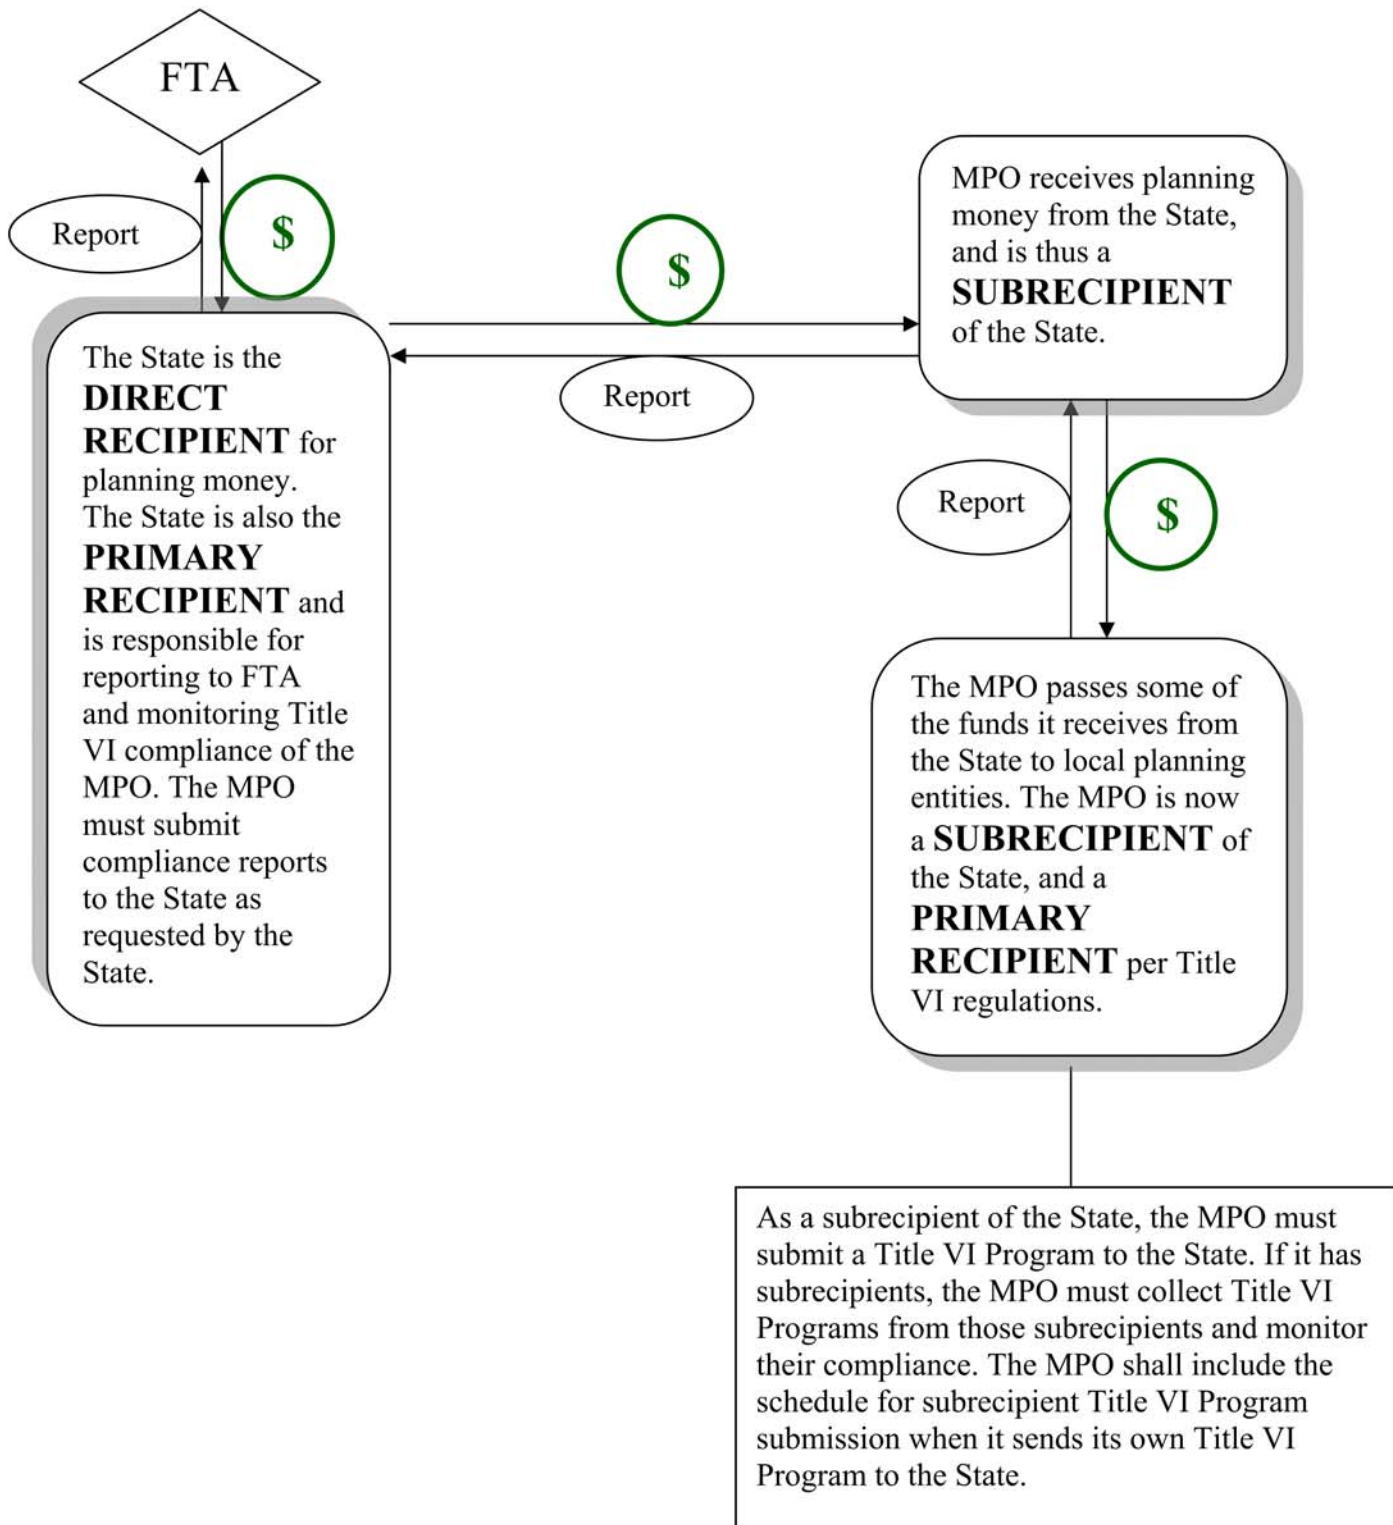 FTA
Report
$
The State is the
DIRECT
RECIPIENT for
planning money.
The State is also the
PRIMARY
RECIPIENT and
is responsible for
reporting to FTA
and monitoring Title
VI compliance of the
MPO. The MPO
must submit
compliance reports
to the State as
requested by the
State.
$
Report
MPO receives planning
money from the State,
and is thus a
SUBRECIPIENT
of the State.
Report
$
The MPO passes some of
the funds it receives from
the State to local planning
entities. The MPO is now
a SUBRECIPIENT of
the State, and a
PRIMARY
RECIPIENT per Title
VI regulations.
As a subrecipient of the State, the MPO must
submit a Title VI Program to the State. If it has
subrecipients, the MPO must collect Title VI
Programs from those subrecipients and monitor
their compliance. The MPO shall include the
schedule for subrecipient Title VI Program
submission when it sends its own Title VI
Program to the State.